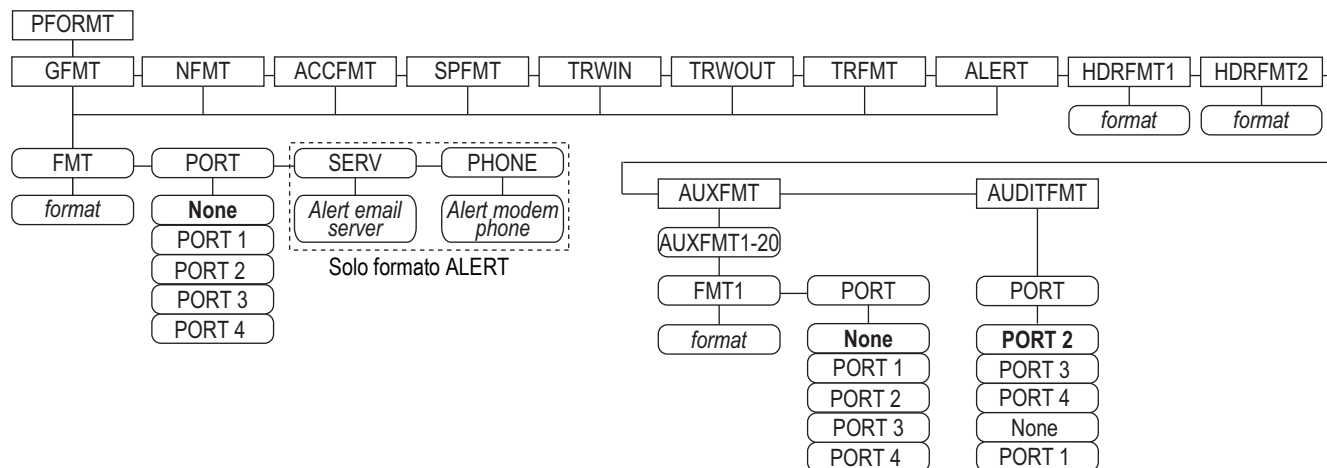 PFORMT
GFMT
NFMT
ACCFMT
SPFMT
TRWIN
TRWOUT
TRFMT
ALERT
HDRFMT1
HDRFMT2
format
format
FMT
PORT
SERV
PHONE
format
None
PORT 1
PORT 2
PORT 3
PORT 4
Alert email
server
Alert modem
phone
Solo formato ALERT
AUXFMT
AUDITFMT
AUXFMT1-20
FMT1
PORT
PORT
format
None
PORT 1
PORT 2
PORT 3
PORT 4
PORT 2
PORT 3
PORT 4
None
PORT 1